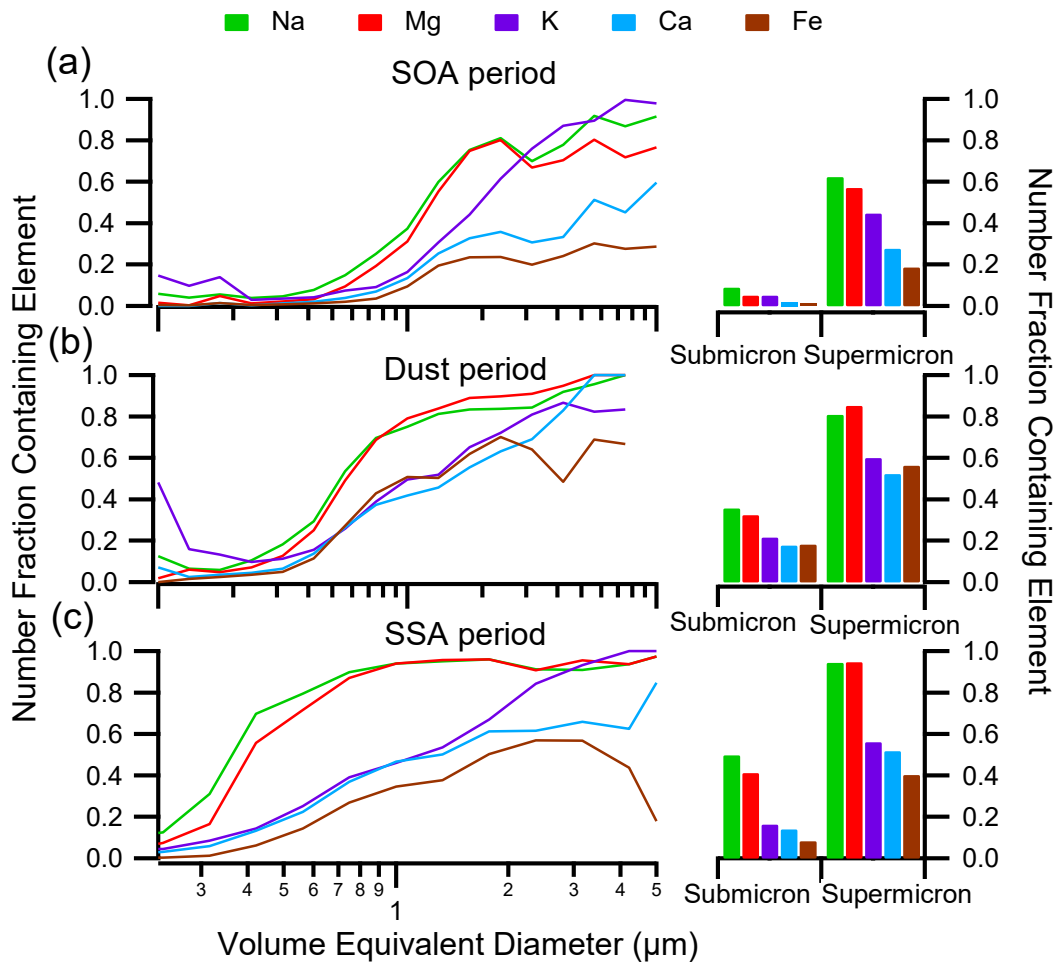 Na Mg K Ca Fe
(a)
SOA period
1.0
0.8
0.6
0.4
0.2
0.0
1.0
0.8
0.6
0.4
0.2
0.0
Submicron Supermicron
(b)
Dust period
1.0
0.8
0.6
0.4
0.2
0.0
1.0
0.8
0.6
0.4
0.2
0.0
Submicron Supermicron
(c)
SSA period
1.0
0.8
0.6
0.4
0.2
0.0
1.0
0.8
0.6
0.4
0.2
0.0
Submicron Supermicron
3 4 5 6 7 8 9 2 3 4 5
1
Volume Equivalent Diameter (µm)
Number Fraction Containing Element
Number Fraction Containing Element